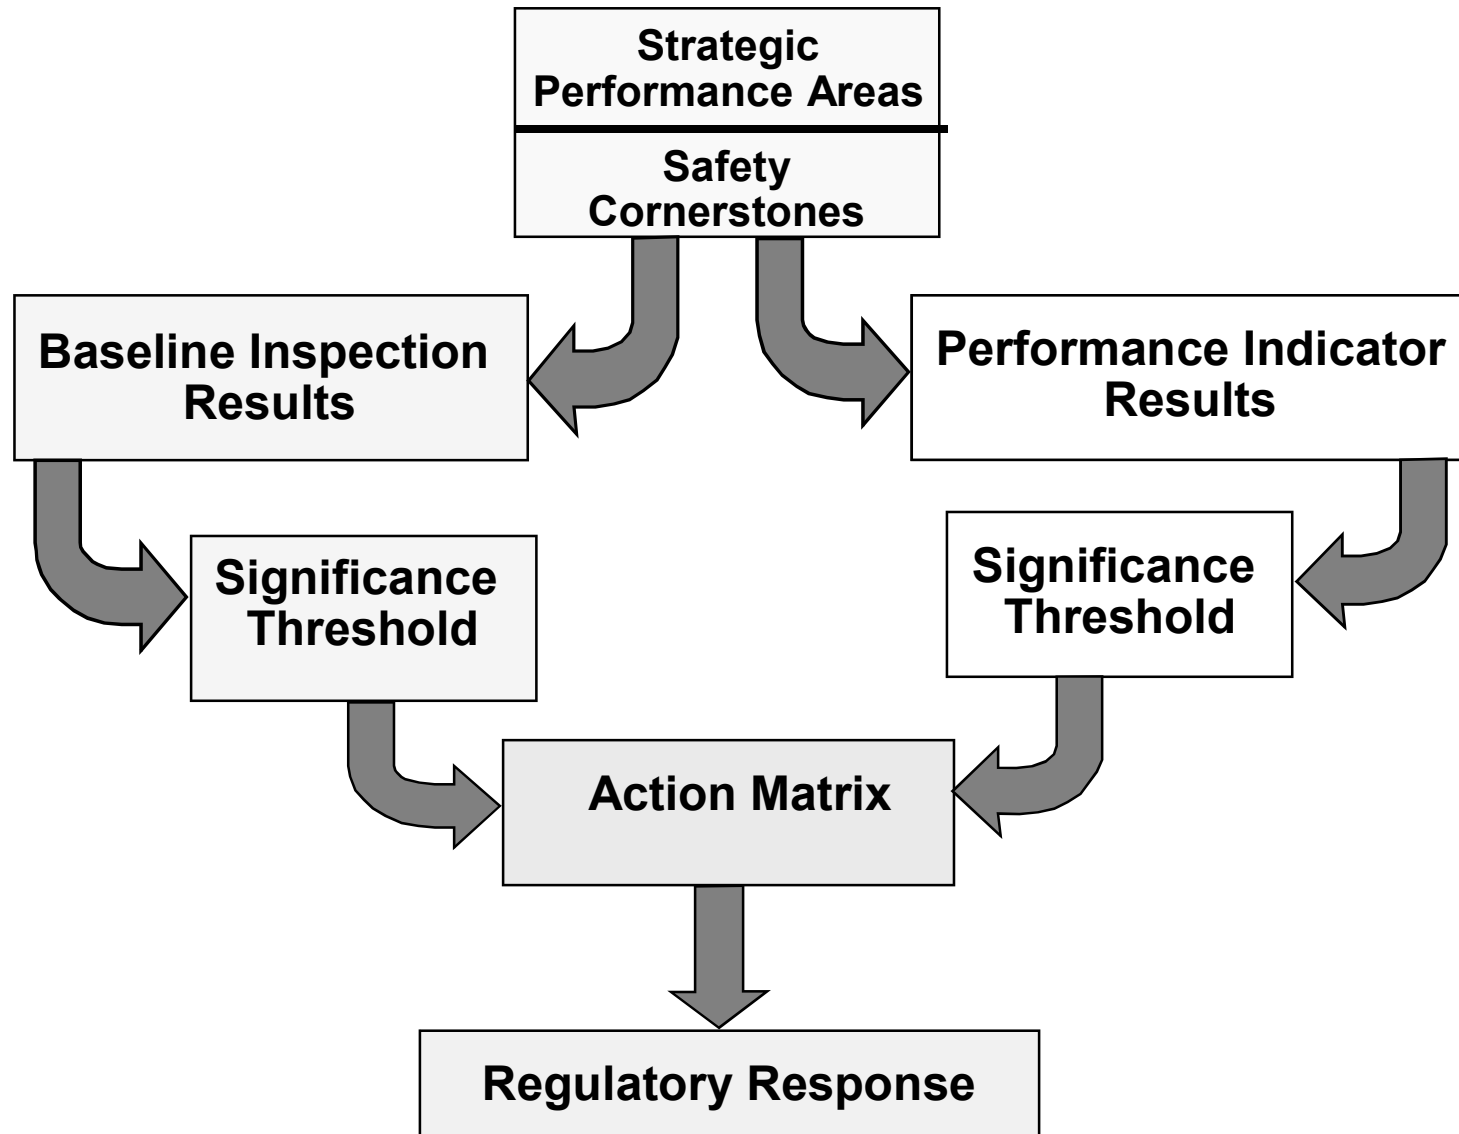 Strategic
Performance Areas
Safety
Cornerstones
Baseline Inspection
Results
Performance Indicator
Results
Significance
Threshold
Significance
Threshold
Action Matrix
Regulatory Response